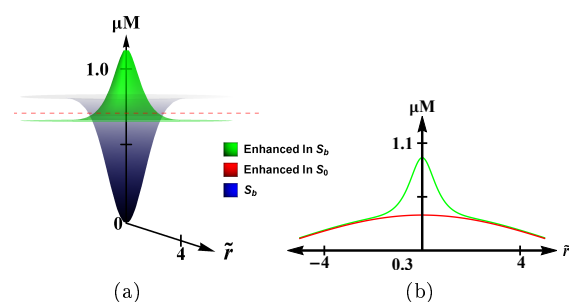 μM
1.0
0
4
r̃
Enhanced In S_b
Enhanced In S_0
S_b
(a)
μM
1.1
0.3
−4
4
r̃
(b)